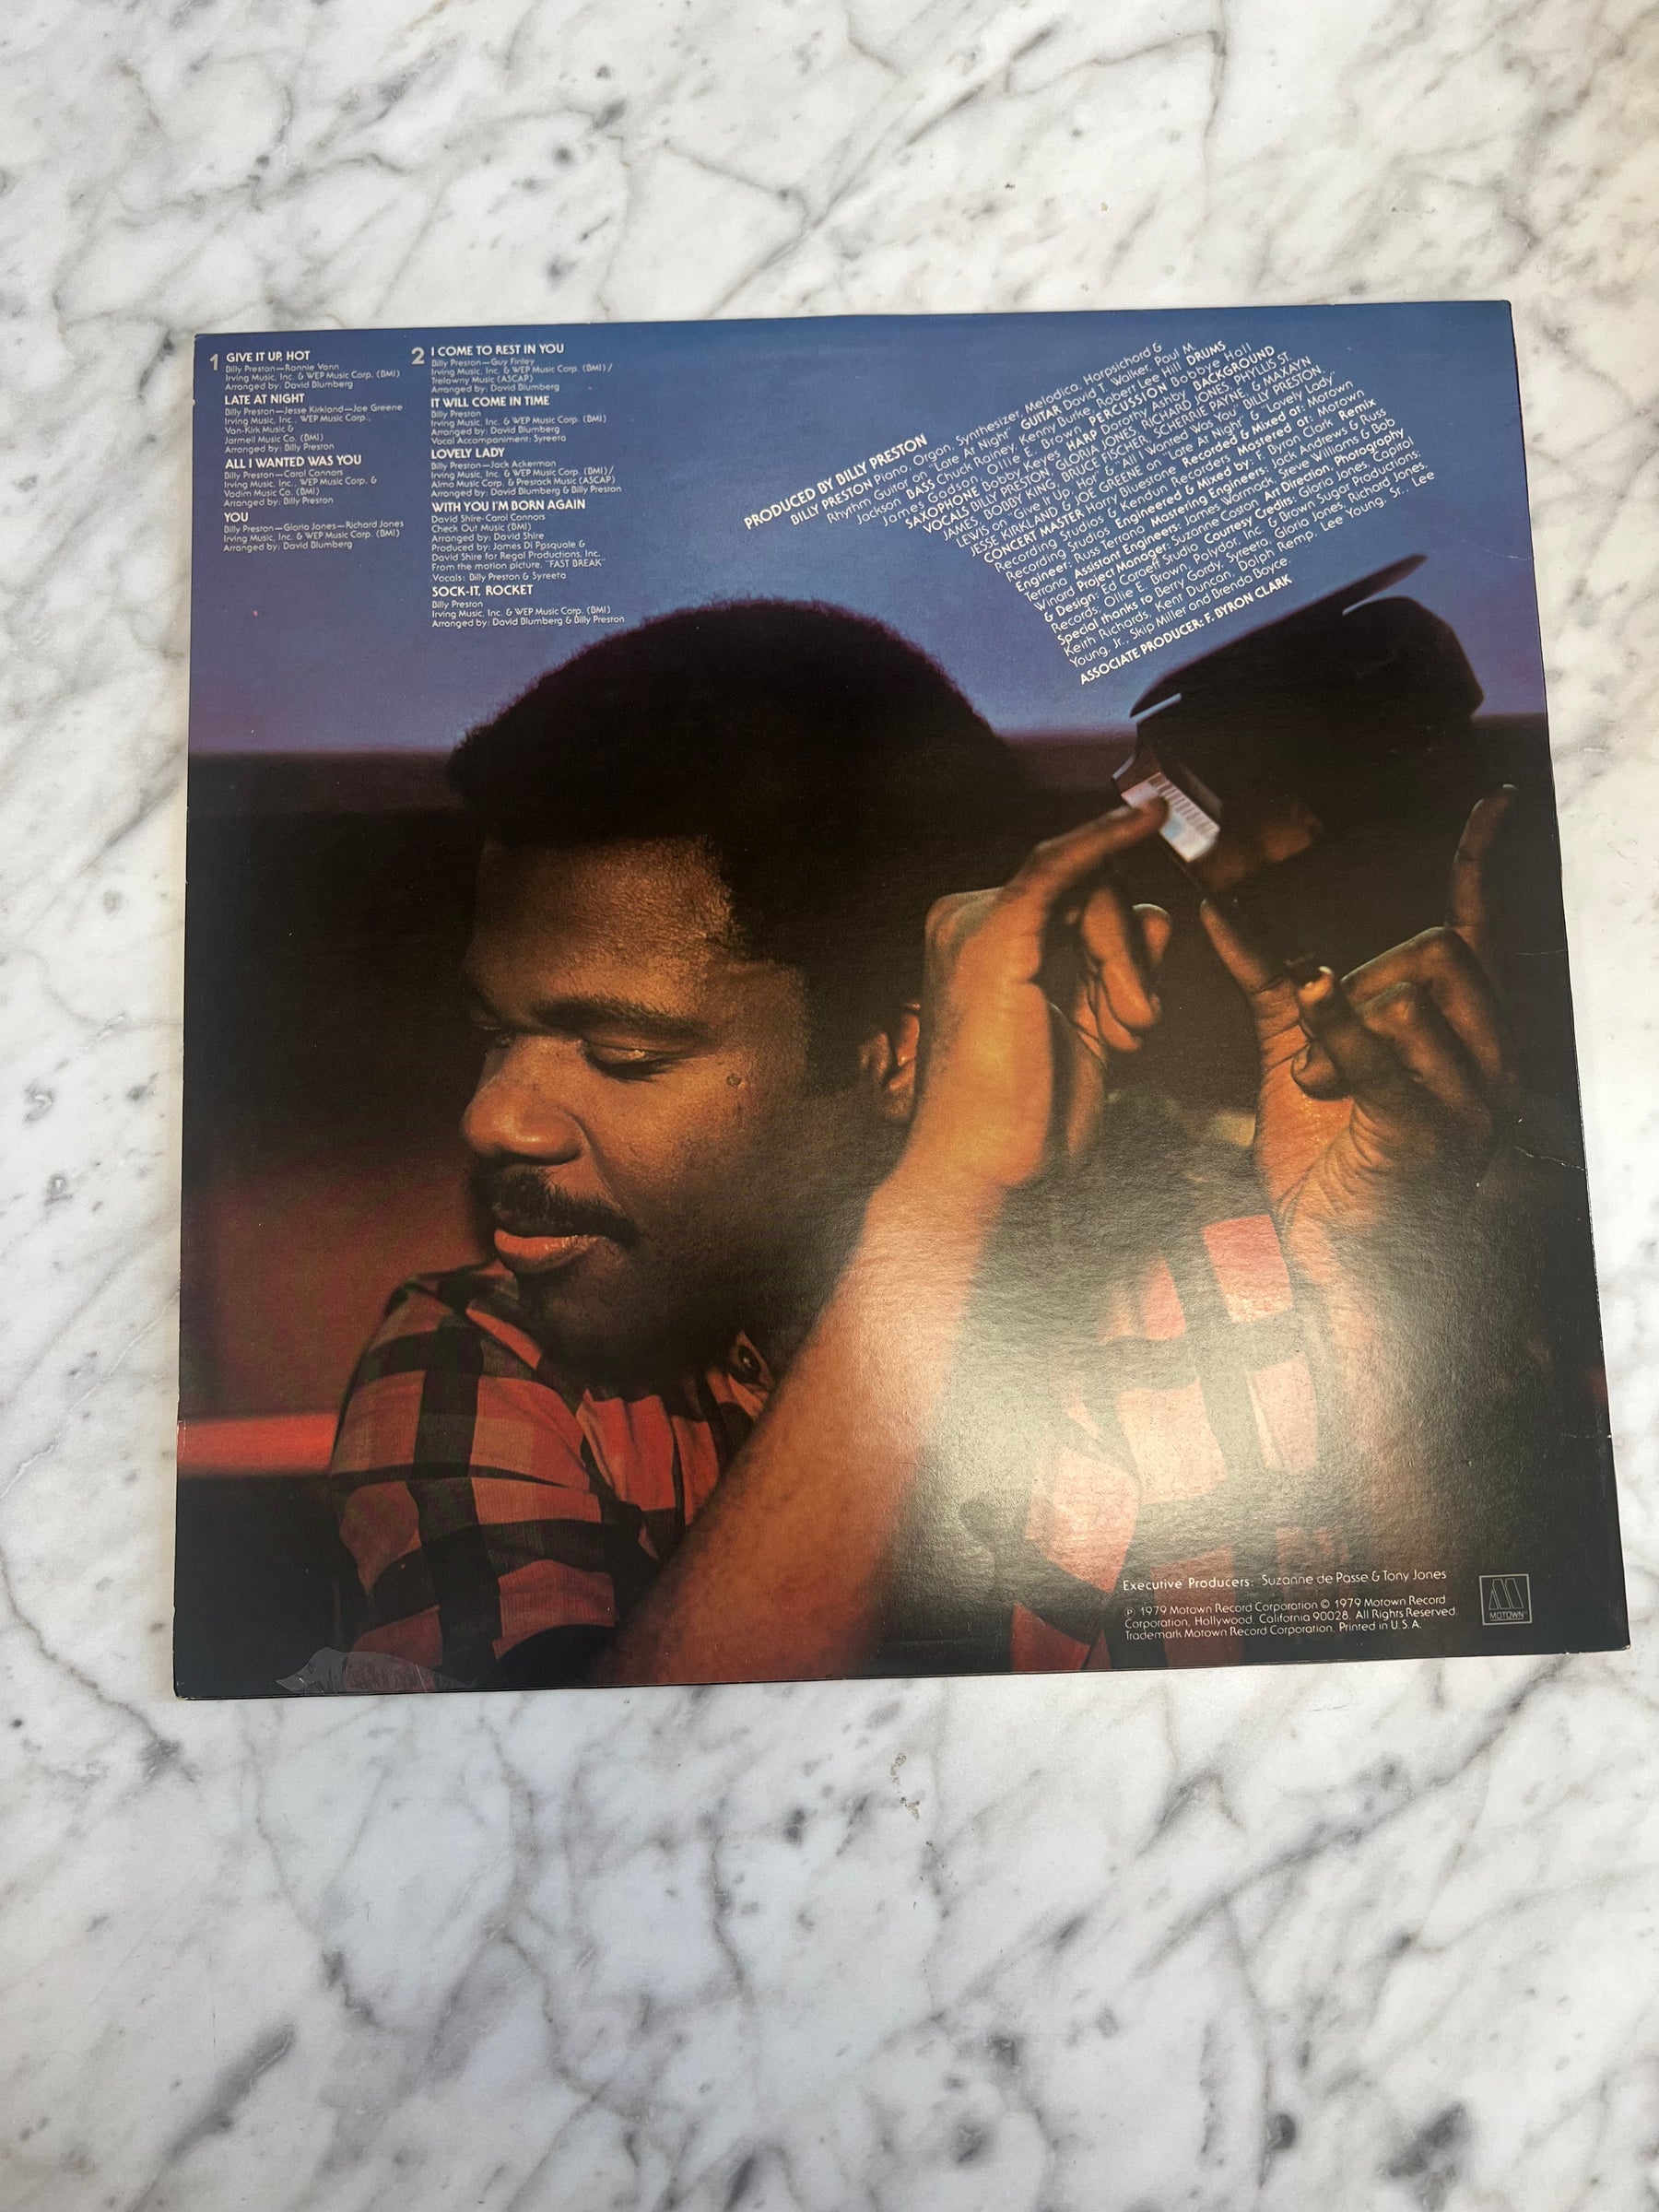 1
GIVE IT UP, HOT
Billy Preston—Ronnie Vann
Irving Music, Inc. & WEP Music Corp. (BMI)
Arranged by: David Blumberg
LATE AT NIGHT
Billy Preston—Jesse Kirkland—Joe Greene
Irving Music, Inc., WEP Music Corp.,
Van-Kirk Music &
Jarmeil Music Co. (BMI)
Arranged by: Billy Preston
ALL I WANTED WAS YOU
Billy Preston—Carol Connors
Irving Music, Inc., WEP Music Corp. &
Vadim Music Co. (BMI)
Arranged by: Billy Preston
YOU
Billy Preston—Gloria Jones—Richard Jones
Irving Music, Inc. & WEP Music Corp. (BMI)
Arranged by: David Blumberg
2
I COME TO REST IN YOU
Billy Preston—Guy Finley
Irving Music, Inc. & WEP Music Corp. (BMI)/
Trelawny Music (ASCAP)
Arranged by: David Blumberg
IT WILL COME IN TIME
Billy Preston
Irving Music, Inc. & WEP Music Corp. (BMI)
Arranged by: David Blumberg
Vocal Accompaniment: Syreeta
LOVELY LADY
Billy Preston—Jack Ackerman
Irving Music, Inc. & WEP Music Corp. (BMI)/
Almo Music Corp. & Prestock Music (ASCAP)
Arranged by: David Blumberg & Billy Preston
WITH YOU I'M BORN AGAIN
David Shire-Carol Connors
Check Out Music (BMI)
Arranged by: David Shire
Produced by: James Di Pasquale &
David Shire for Regal Productions, Inc.
From the motion picture, "FAST BREAK"
Vocals: Billy Preston & Syreeta
SOCK-IT, ROCKET
Billy Preston
Irving Music, Inc. & WEP Music Corp. (BMI)
Arranged by: David Blumberg & Billy Preston
PRODUCED BY BILLY PRESTON
BILLY PRESTON Piano, Organ, Synthesizer, Melodica, Harpsichord &
Rhythm Guitar on "Late At Night" GUITAR David T. Walker, Paul M.
Jackson BASS Chuck Rainey, Kenny Burke, Robert Lee Hill DRUMS
James Gadson, Ollie E. Brown PERCUSSION Bobbye Hall
SAXOPHONE Bobby Keyes HARP Dorothy Ashby BACKGROUND
VOCALS BILLY PRESTON, GLORIA JONES, RICHARD JONES, PHYLLIS ST.
JAMES, BOBBY KING, BRUCE FISCHER, SCHERRIE PAYNE, & MAXAYN
LEWIS on "Give It Up, Hot" & "All I Wanted Was You" BILLY PRESTON,
JESSE KIRKLAND & JOE GREENE on "Late At Night" & "Lovely Lady"
CONCERT MASTER Harry Bluestone Recorded & Mixed at: Motown
Recording Studios & Kendun Recorders Mastered at: Motown
Recording Studios Engineered & Mixed by: F. Byron Clark Remix
Engineer: Russ Terrana Mastering Engineers: Jack Andrews & Russ
Terrana Assistant Engineers: James Warmock, Steve Williams & Bob
Winard Project Manager: Suzanne Coston Art Direction, Photography
& Design: Ed Caraeff Studio Courtesy Credits: Gloria Jones, Capitol
Records; Ollie E. Brown, Polydor, Inc. & Brown Sugar Productions;
Special thanks to Berry Gordy, Syreeta, Gloria Jones, Richard Jones,
Keith Richards, Kent Duncan, Dolph Remp, Lee Young, Sr., Lee
Young, Jr., Skip Miller and Brenda Boyce.
ASSOCIATE PRODUCER: F. BYRON CLARK
Executive Producers: Suzanne de Passe & Tony Jones
Ⓟ 1979 Motown Record Corporation © 1979 Motown Record
Corporation, Hollywood, California 90028. All Rights Reserved.
Trademark Motown Record Corporation. Printed in U.S.A.
MOTOWN